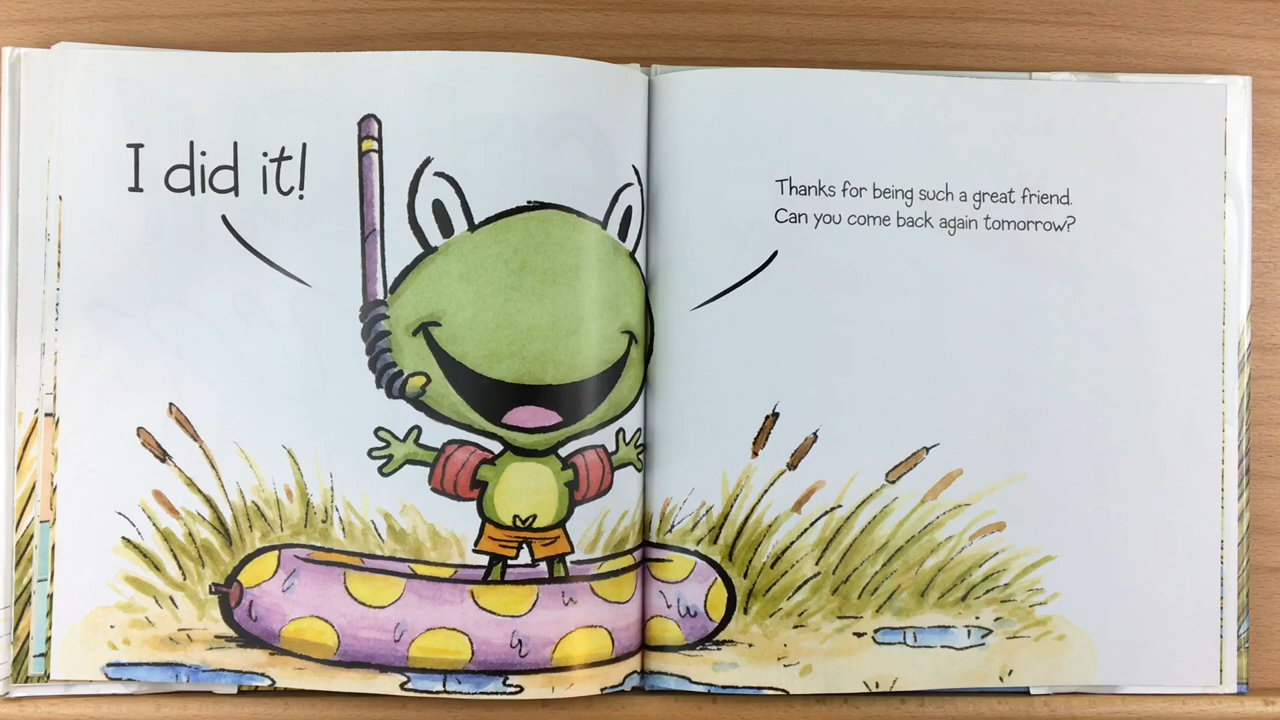 I did it!
Thanks for being such a great friend.
Can you come back again tomorrow?